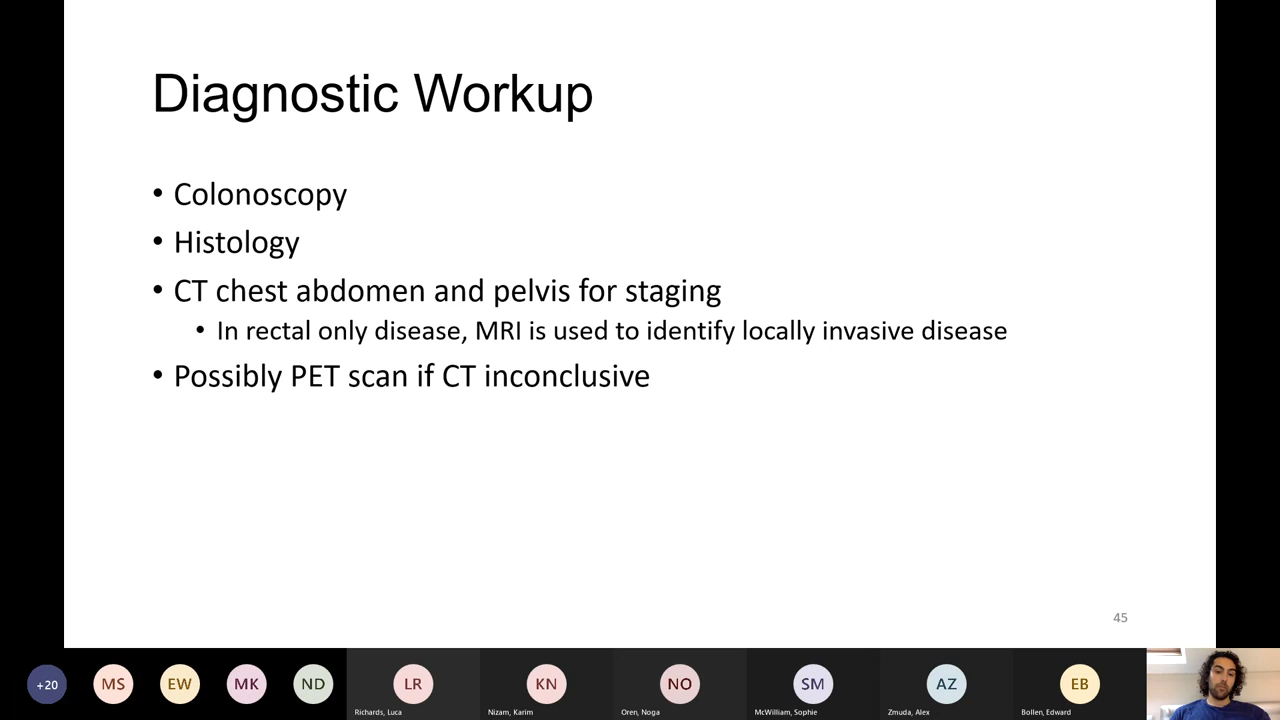 Diagnostic Workup
• Colonoscopy
• Histology
• CT chest abdomen and pelvis for staging
• In rectal only disease, MRI is used to identify locally invasive disease
• Possibly PET scan if CT inconclusive
45
+20 MS EW MK ND LR KN NO SM AZ EB
Richards, Luca Nizam, Karim Oren, Noga McWilliam, Sophie Zmuda, Alex Bollen, Edward